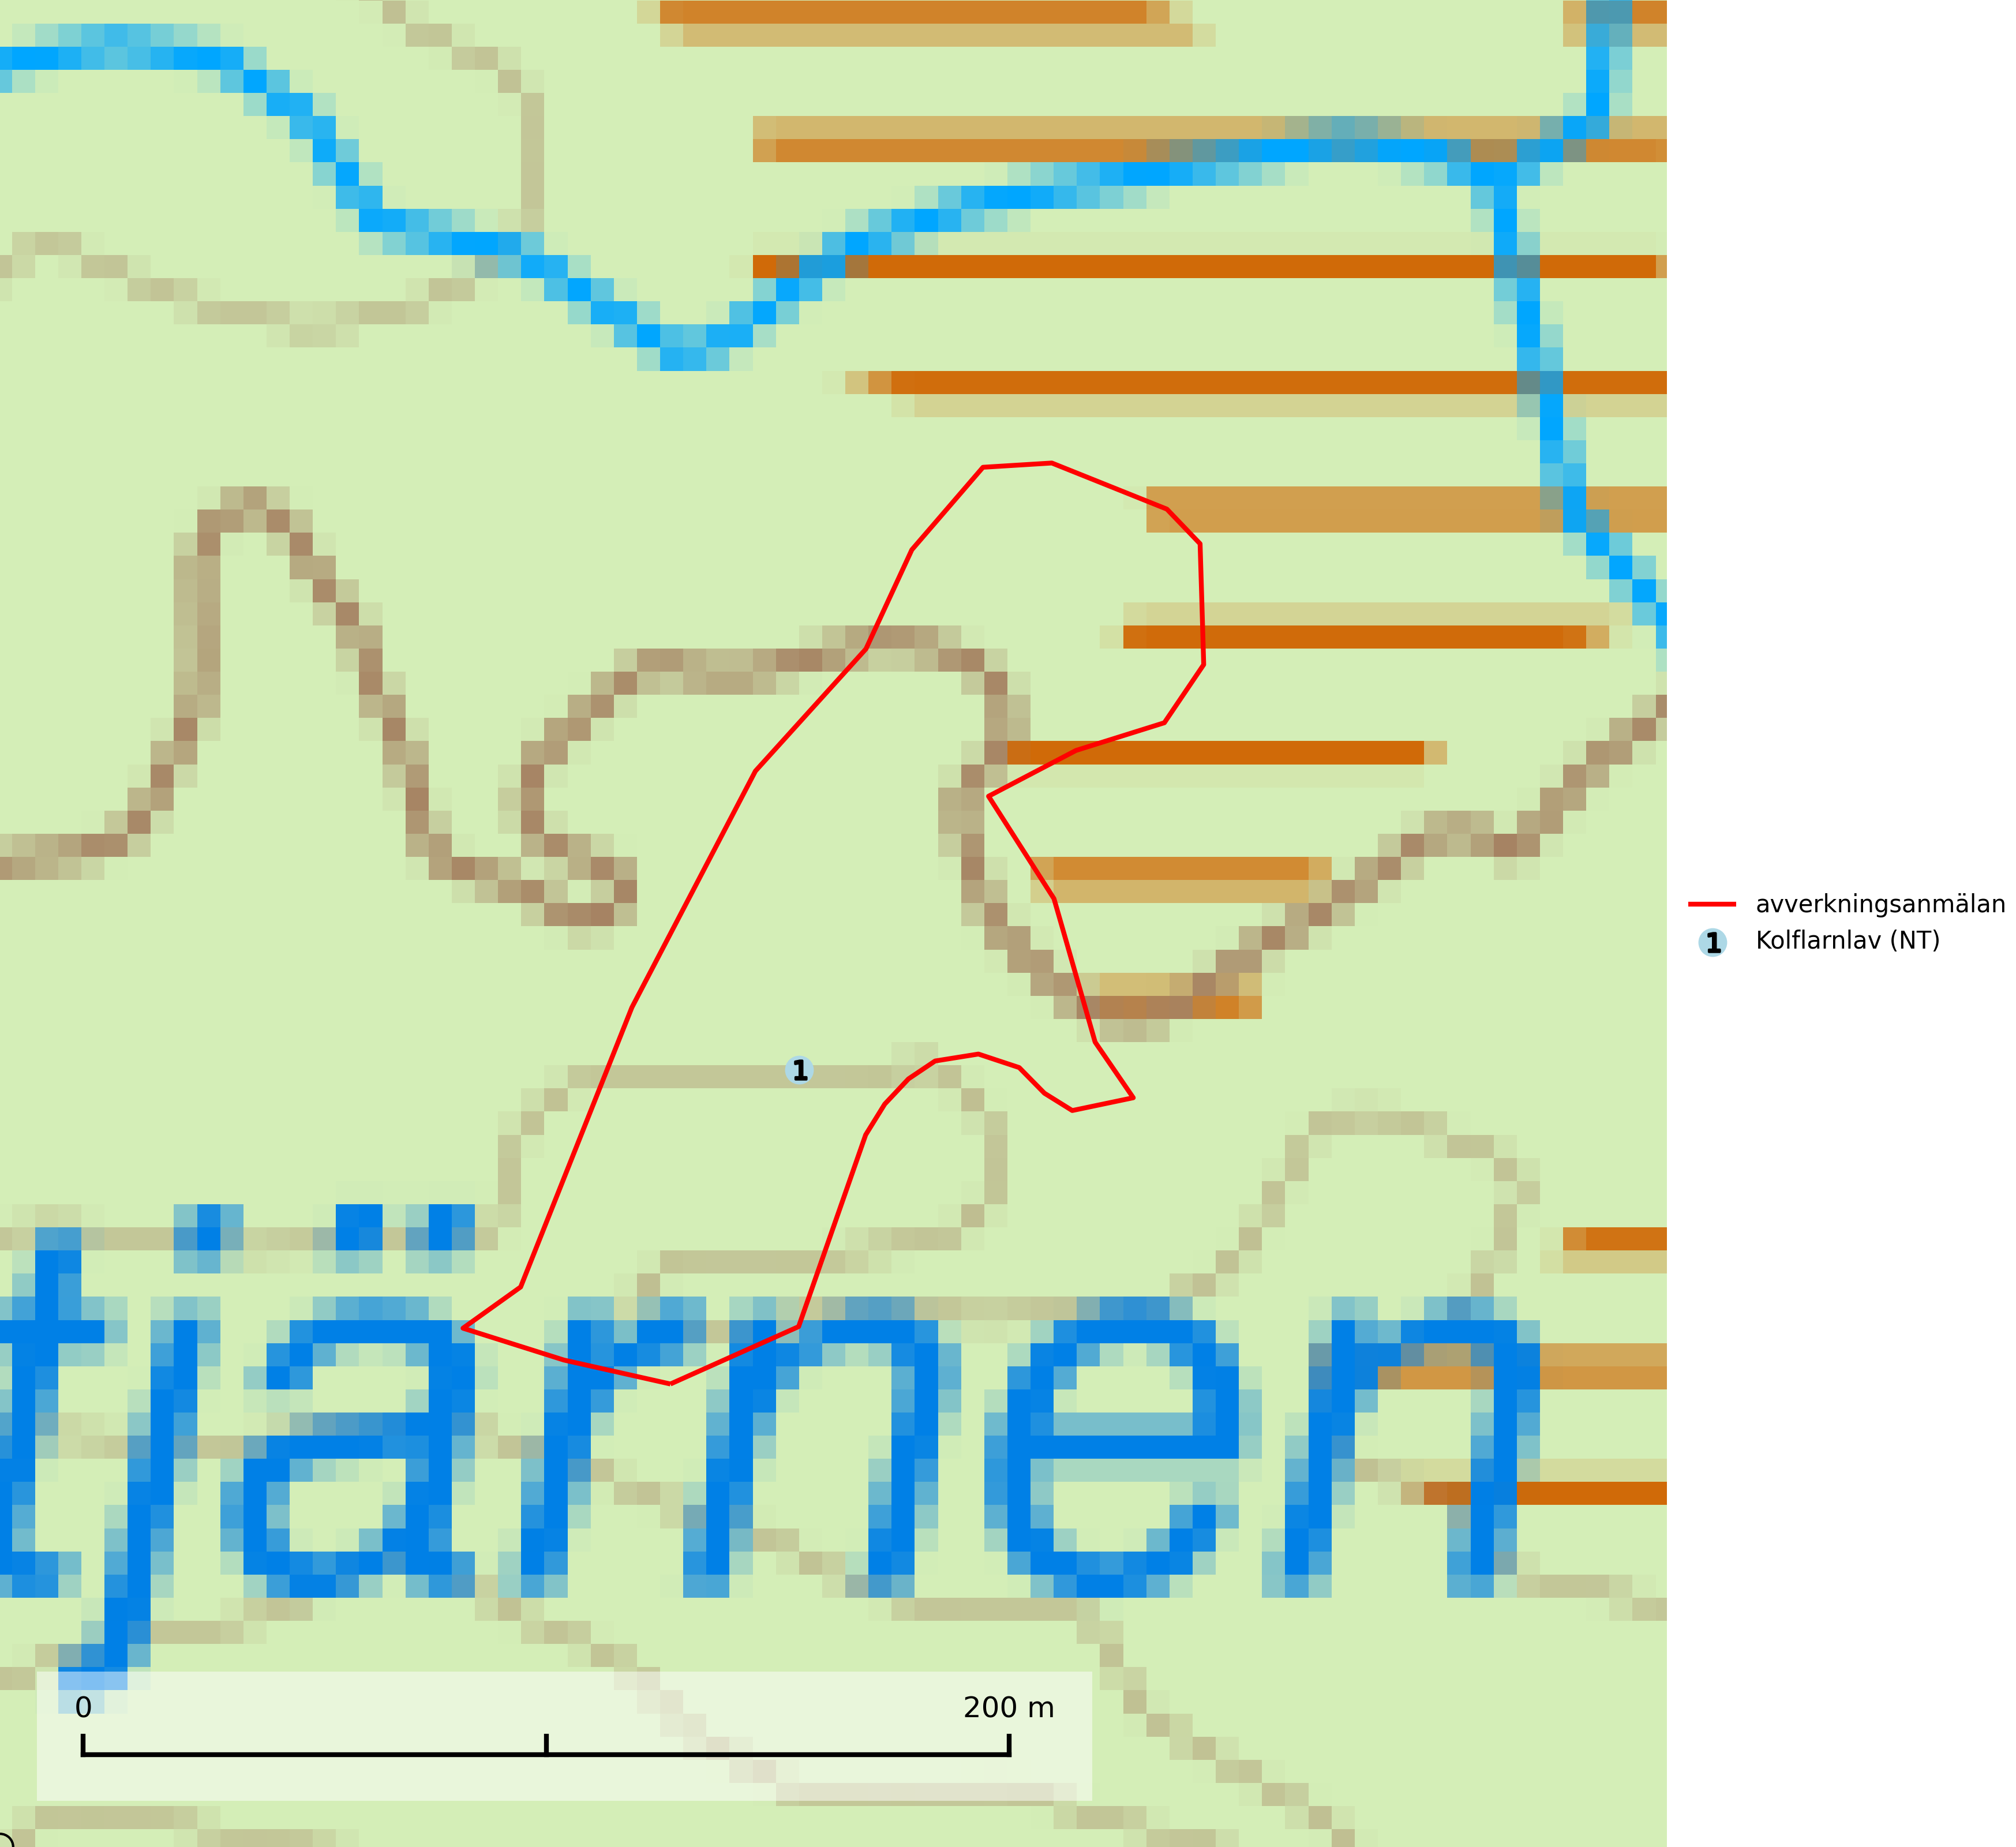 avverkningsanmälan
1 Kolflarnlav (NT)
1
tjärnen
0 200 m